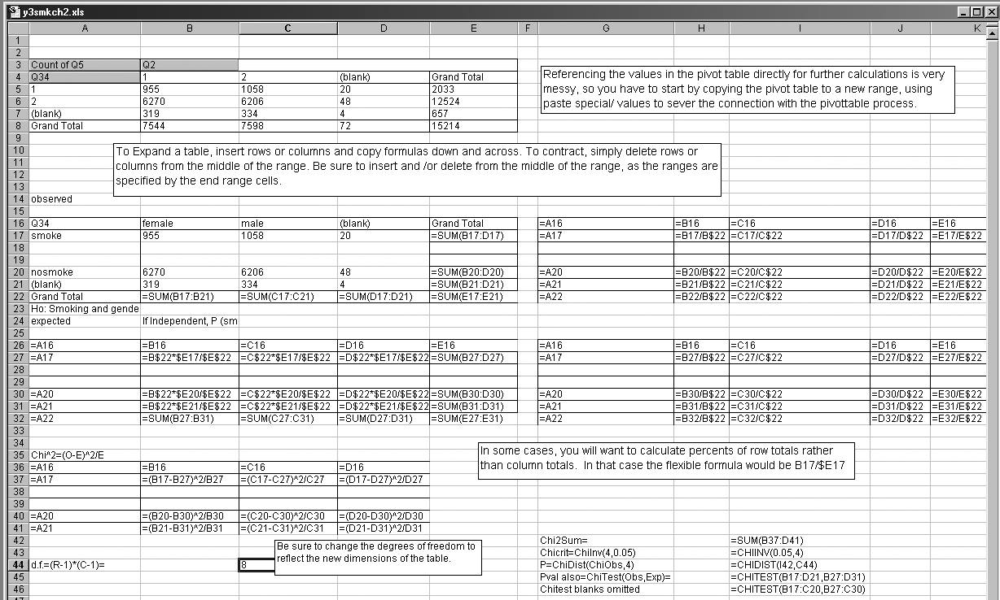 y3smkch2.xls
A B C D E F G H I J K
1
2
3 Count of Q5 Q2
4 Q34 1 2 (blank) Grand Total
5 1 955 1058 20 2033
6 2 6270 6206 48 12524
7 (blank) 319 334 4 657
8 Grand Total 7544 7598 72 15214
Referencing the values in the pivot table directly for further calculations is very
messy, so you have to start by copying the pivot table to a new range, using
paste special/ values to sever the connection with the pivottable process.
9
10
11
12
13
To Expand a table, insert rows or columns and copy formulas down and across. To contract, simply delete rows or
columns from the middle of the range. Be sure to insert and /or delete from the middle of the range, as the ranges are
specified by the end range cells.
14 observed
15
16 Q34 female male (blank) Grand Total =A16 =B16 =C16 =D16 =E16
17 smoke 955 1058 20 =SUM(B17:D17) =A17 =B17/B$22 =C17/C$22 =D17/D$22 =E17/E$22
18
19
20 nosmoke 6270 6206 48 =SUM(B20:D20) =A20 =B20/B$22 =C20/C$22 =D20/D$22 =E20/E$22
21 (blank) 319 334 4 =SUM(B21:D21) =A21 =B21/B$22 =C21/C$22 =D21/D$22 =E21/E$22
22 Grand Total =SUM(B17:B21) =SUM(C17:C21) =SUM(D17:D21) =SUM(E17:E21) =A22 =B22/B$22 =C22/C$22 =D22/D$22 =E22/E$22
23 Ho: Smoking and gende
24 expected If Independent, P (sm
25
26 =A16 =B16 =C16 =D16 =E16 =A16 =B16 =C16 =D16 =E16
27 =A17 =B$22*$E17/$E$22 =C$22*$E17/$E$22 =D$22*$E17/$E$22 =SUM(B27:D27) =A17 =B27/B$22 =C27/C$22 =D27/D$22 =E27/E$22
28
29
30 =A20 =B$22*$E20/$E$22 =C$22*$E20/$E$22 =D$22*$E20/$E$22 =SUM(B30:D30) =A20 =B30/B$22 =C30/C$22 =D30/D$22 =E30/E$22
31 =A21 =B$22*$E21/$E$22 =C$22*$E21/$E$22 =D$22*$E21/$E$22 =SUM(B31:D31) =A21 =B31/B$22 =C31/C$22 =D31/D$22 =E31/E$22
32 =A22 =SUM(B27:B31) =SUM(C27:C31) =SUM(D27:D31) =SUM(E27:E31) =A22 =B32/B$22 =C32/C$22 =D32/D$22 =E32/E$22
33
34
35 Chi^2=(O-E)^2/E
36 =A16 =B16 =C16 =D16
37 =A17 =(B17-B27)^2/B27 =(C17-C27)^2/C27 =(D17-D27)^2/D27
In some cases, you will want to calculate percents of row totals rather
than column totals. In that case the flexible formula would be B17/$E17
38
39
40 =A20 =(B20-B30)^2/B30 =(C20-C30)^2/C30 =(D20-D30)^2/D30
41 =A21 =(B21-B31)^2/B31 =(C21-C31)^2/C31 =(D21-D31)^2/D31
42 Chi2Sum= =SUM(B37:D41)
43 Chicrit=ChiInv(4,0.05) =CHIINV(0.05,4)
Be sure to change the degrees of freedom to
reflect the new dimensions of the table.
44 d.f.=(R-1)*(C-1)= 8 P=ChiDist(ChiObs,4) =CHIDIST(I42,C44)
45 Pval also=ChiTest(Obs,Exp)= =CHITEST(B17:D21,B27:D31)
46 Chitest blanks omitted =CHITEST(B17:C20,B27:C30)
47